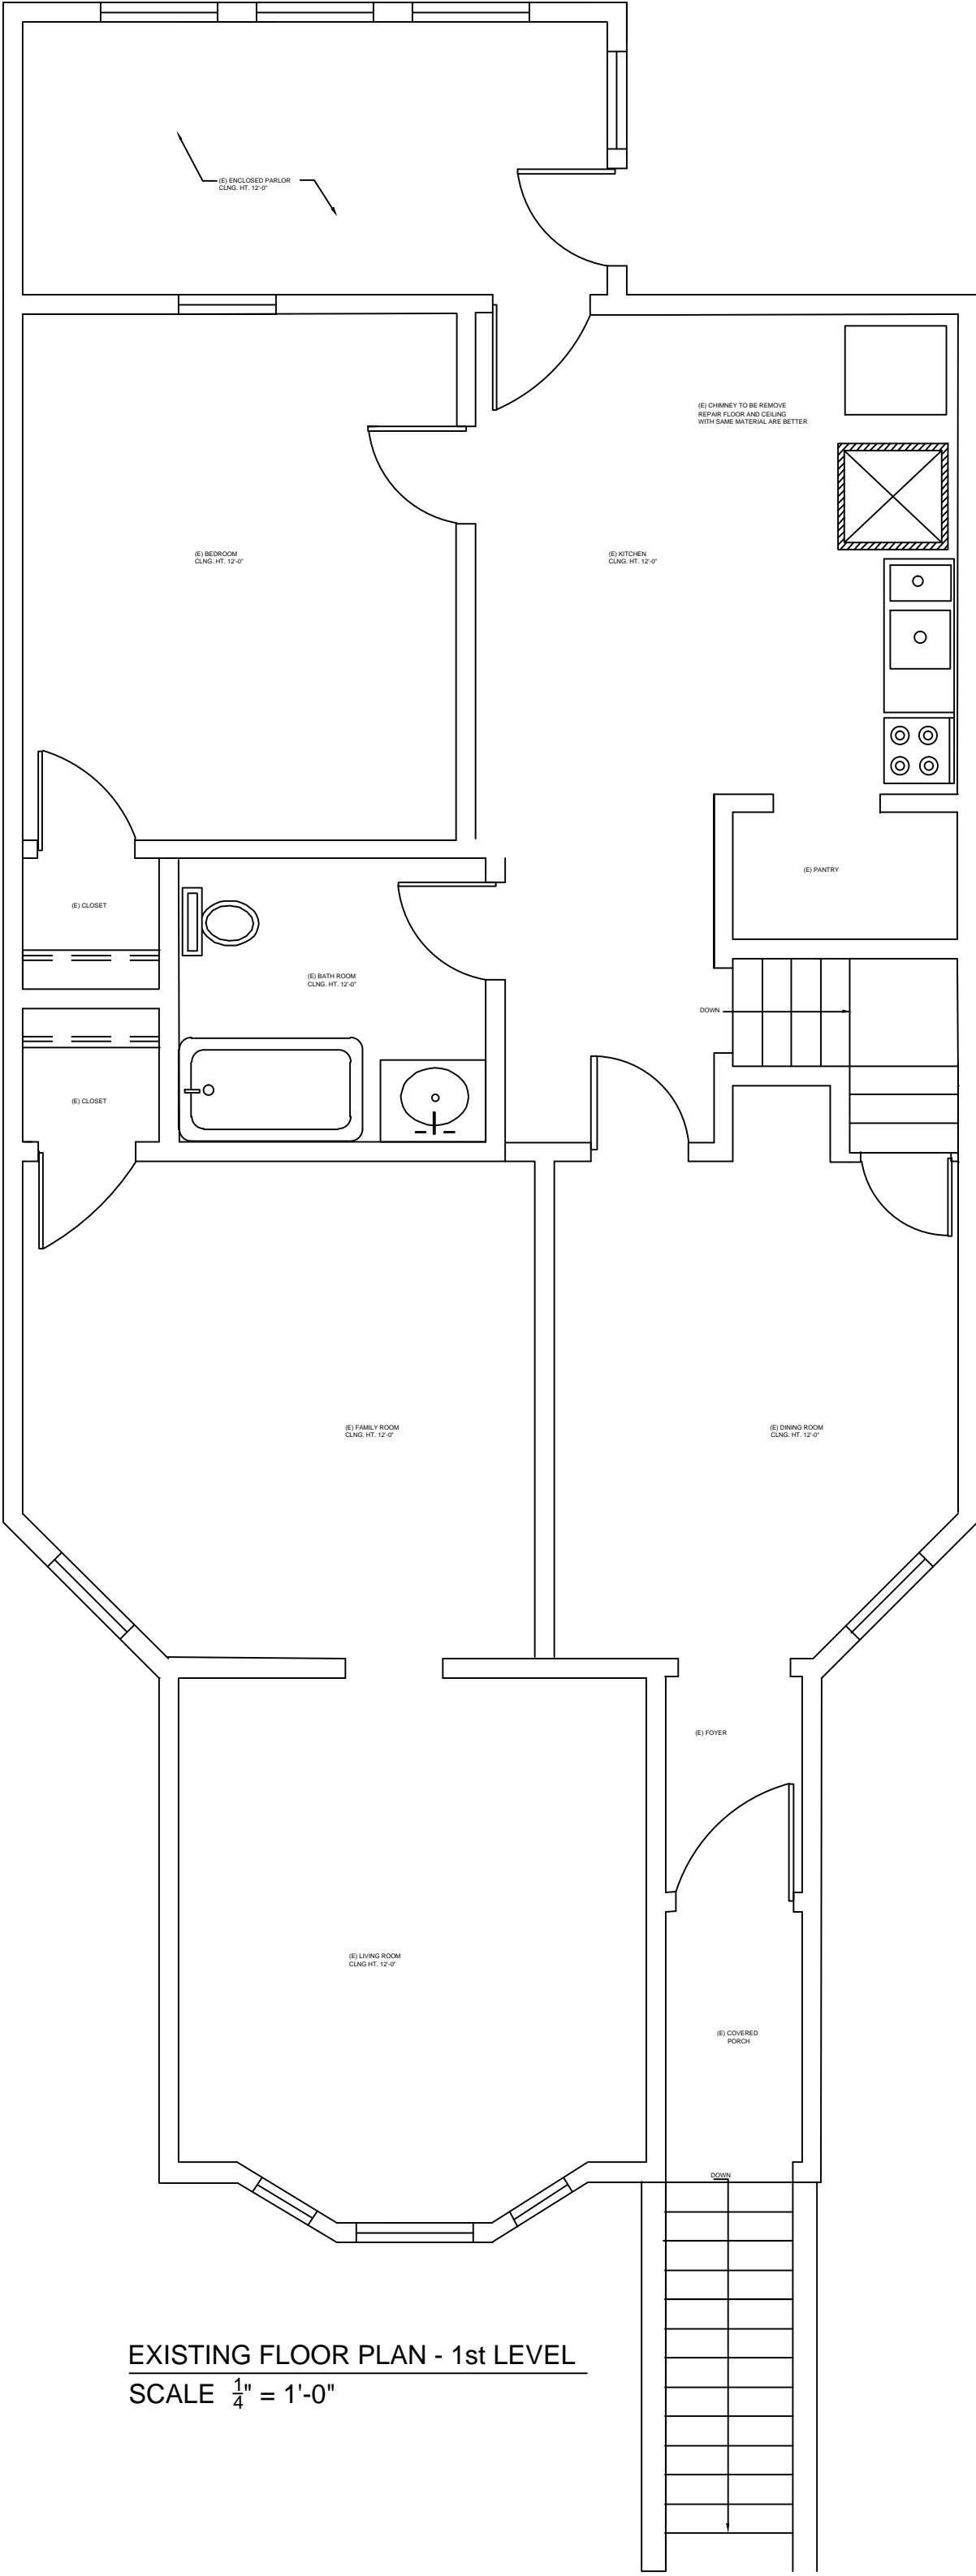 (E) ENCLOSED PARLOR
CLNG. HT. 12'-0"
(E) CHIMNEY TO BE REMOVE
REPAIR FLOOR AND CEILING
WITH SAME MATERIAL ARE BETTER
(E) BEDROOM
CLNG. HT. 12'-0"
(E) KITCHEN
CLNG. HT. 12'-0"
(E) PANTRY
(E) CLOSET
(E) BATH ROOM
CLNG. HT. 12'-0"
DOWN
(E) CLOSET
(E) FAMILY ROOM
CLNG. HT. 12'-0"
(E) DINING ROOM
CLNG. HT. 12'-0"
(E) FOYER
(E) LIVING ROOM
CLNG HT. 12'-0"
(E) COVERED
PORCH
DOWN
EXISTING FLOOR PLAN - 1st LEVEL
SCALE 1/4" = 1'-0"